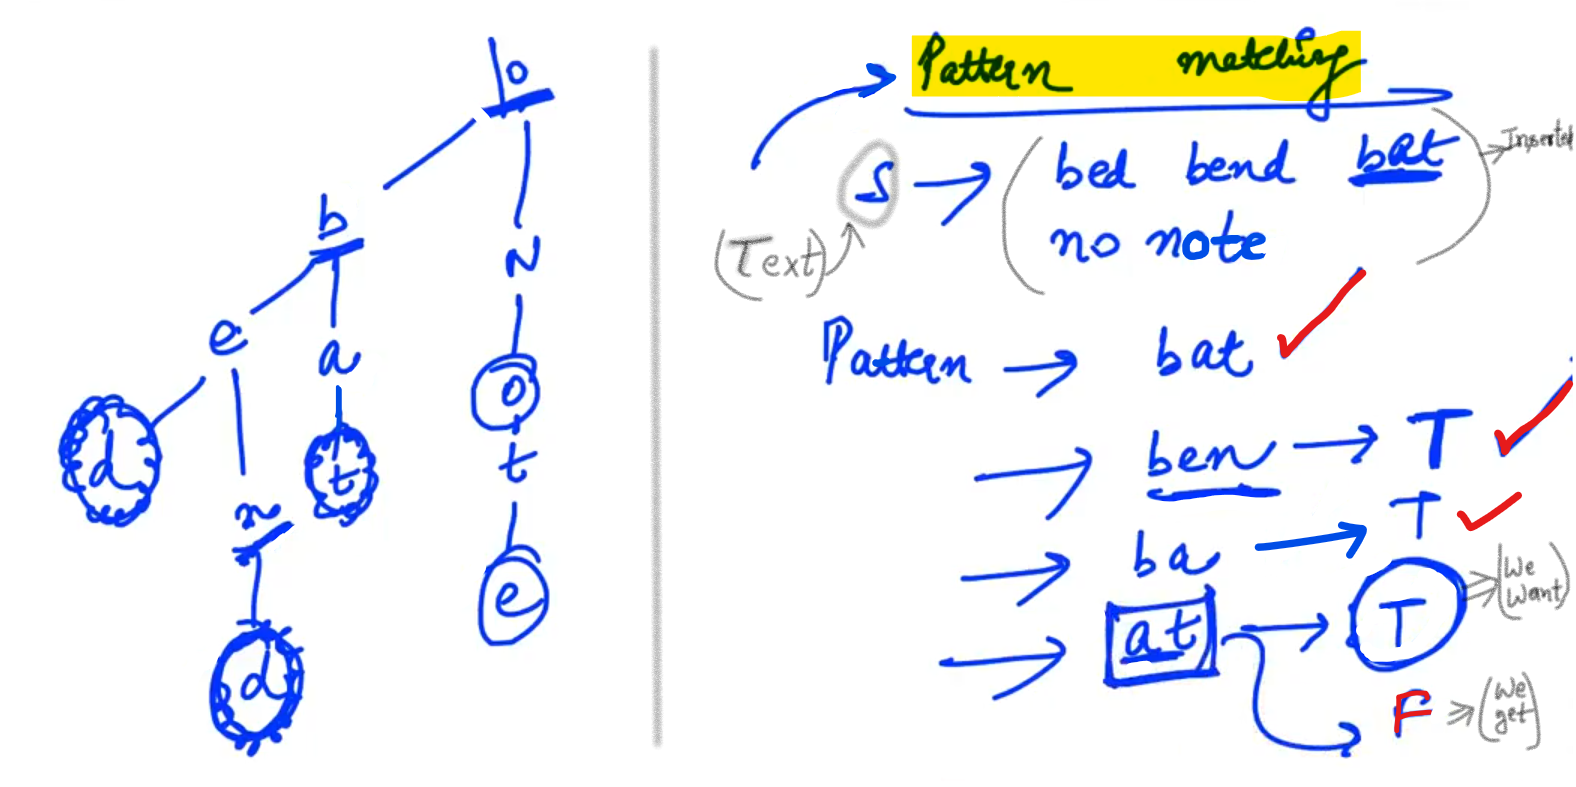 Pattern matching
S → (bed bend bat
no note) → Inserted
(Text)
Pattern → bat ✓
→ ben → T ✓
→ ba → T ✓
→ at → T ⇒ (We want)
F ⇒ (We get)
o
b
N
e
a
o
d
t
t
n
e
d